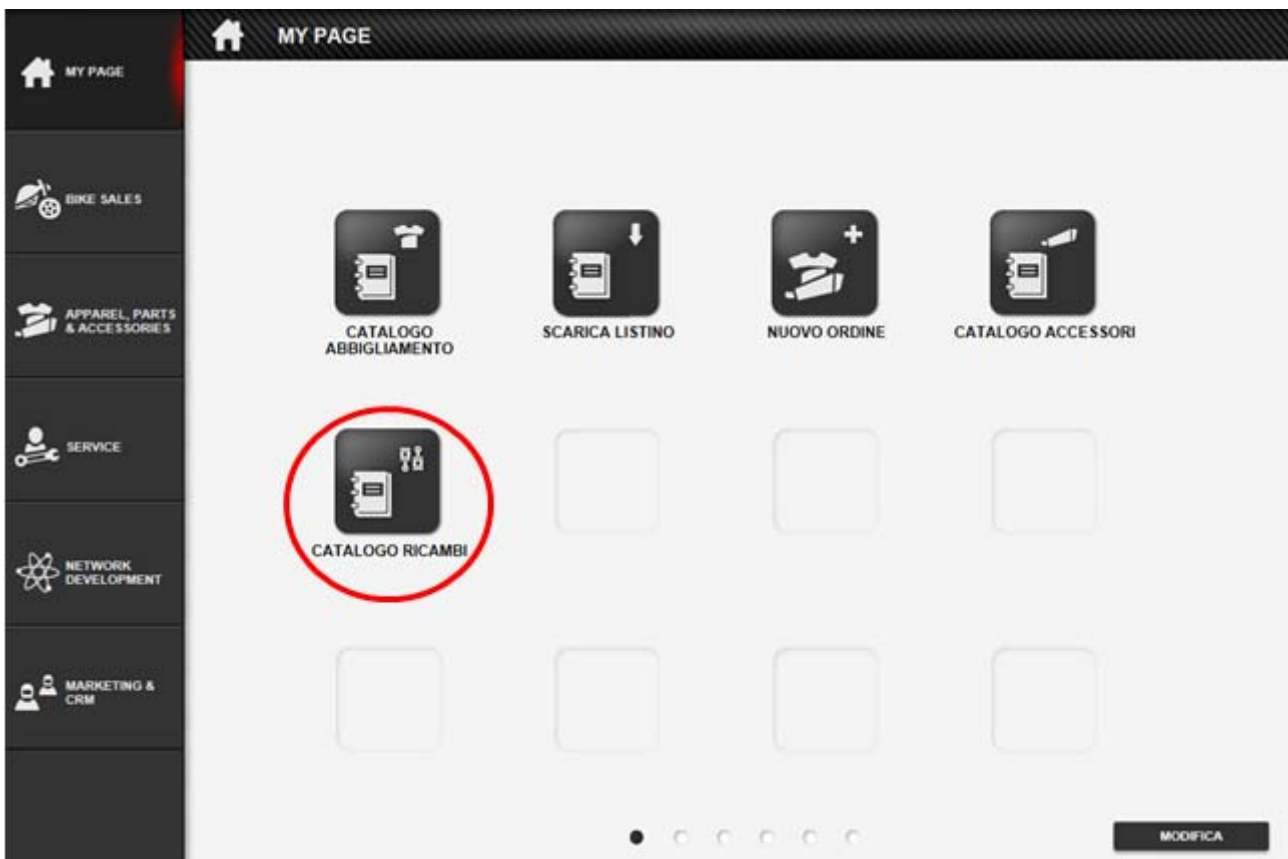 MY PAGE
MY PAGE
BIKE SALES
APPAREL, PARTS
& ACCESSORIES
SERVICE
NETWORK
DEVELOPMENT
MARKETING &
CRM
CATALOGO
ABBIGLIAMENTO
SCARICA LISTINO
NUOVO ORDINE
CATALOGO ACCESSORI
CATALOGO RICAMBI
MODIFICA